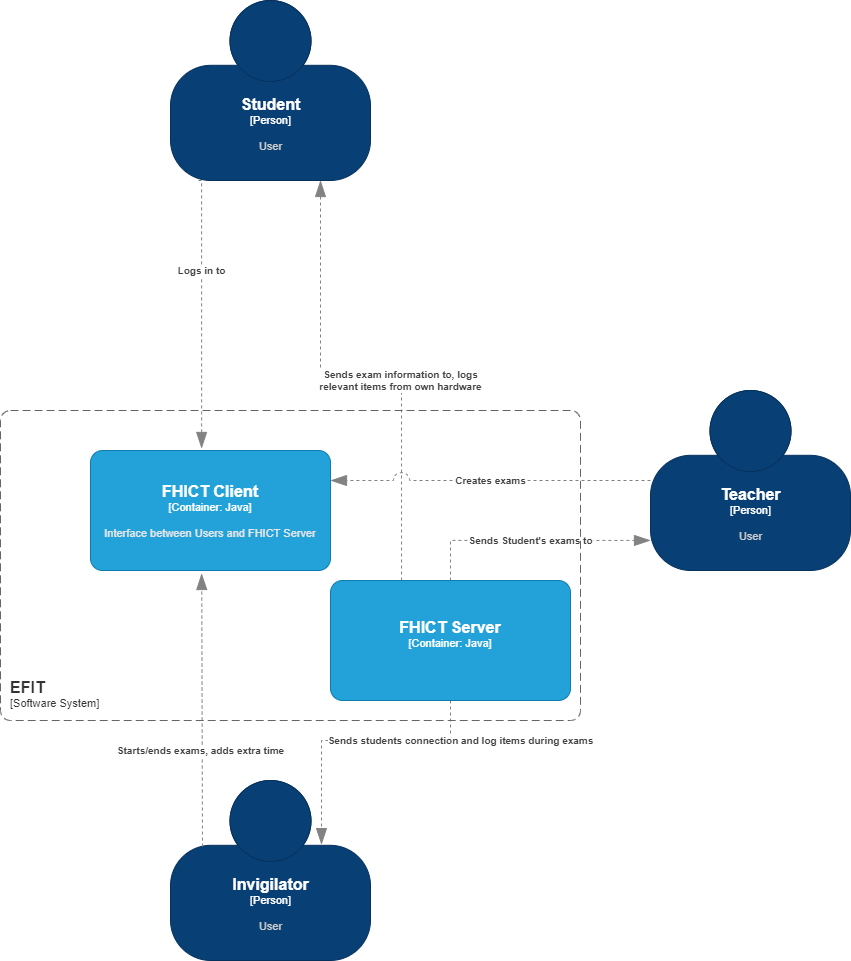 Student
[Person]
User
Logs in to
Sends exam information to, logs
relevant items from own hardware
FHICT Client
[Container: Java]
Interface between Users and FHICT Server
Creates exams
Teacher
[Person]
User
Sends Student's exams to
FHICT Server
[Container: Java]
EFIT
[Software System]
Sends students connection and log items during exams
Starts/ends exams, adds extra time
Invigilator
[Person]
User